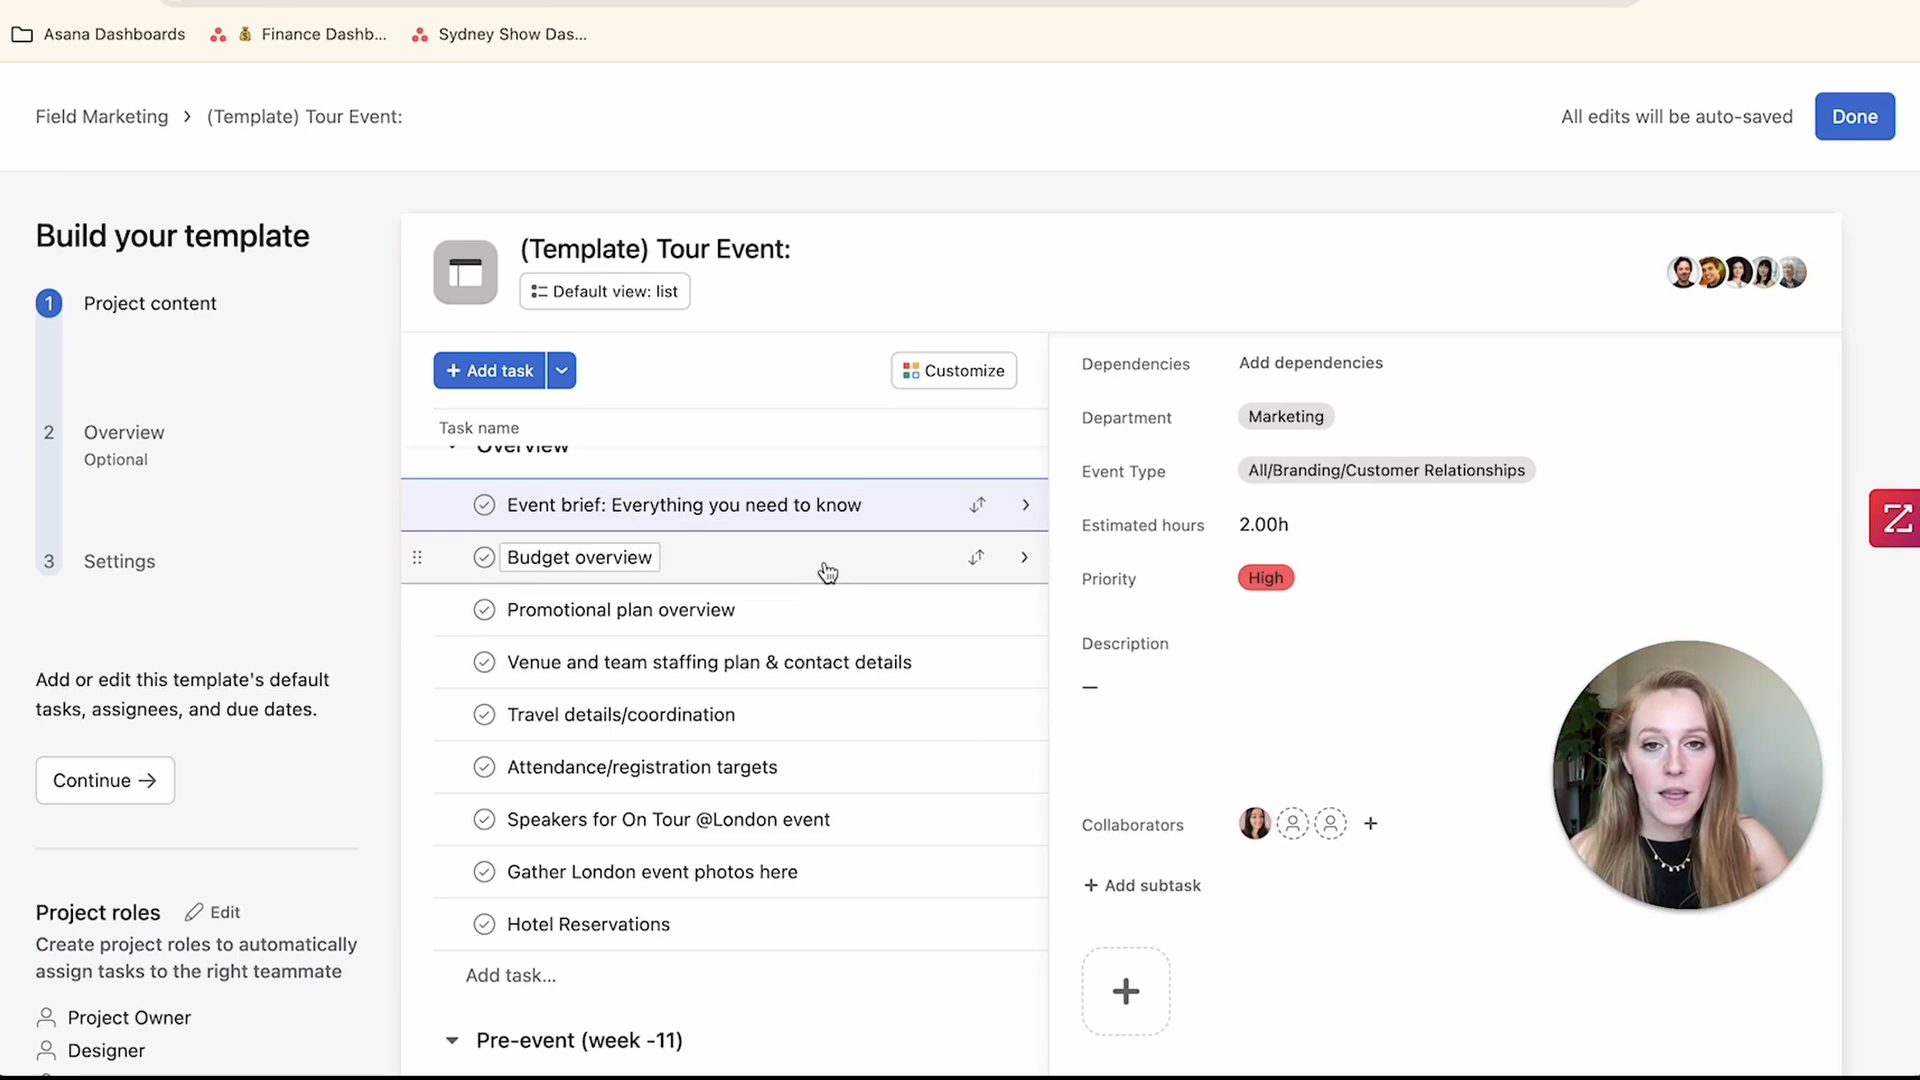 Asana Dashboards
Finance Dashb...
Sydney Show Das...
Field Marketing
(Template) Tour Event:
All edits will be auto-saved
Done
Build your template
1 Project content
2 Overview
Optional
3 Settings
Add or edit this template's default
tasks, assignees, and due dates.
Continue →
Project roles
Edit
Create project roles to automatically
assign tasks to the right teammate
Project Owner
Designer
(Template) Tour Event:
Default view: list
+ Add task
Customize
Task name
Overview
Event brief: Everything you need to know
Budget overview
Promotional plan overview
Venue and team staffing plan & contact details
Travel details/coordination
Attendance/registration targets
Speakers for On Tour @London event
Gather London event photos here
Hotel Reservations
Add task...
Pre-event (week -11)
Dependencies
Add dependencies
Department
Marketing
Event Type
All/Branding/Customer Relationships
Estimated hours
2.00h
Priority
High
Description
—
Collaborators
+ Add subtask